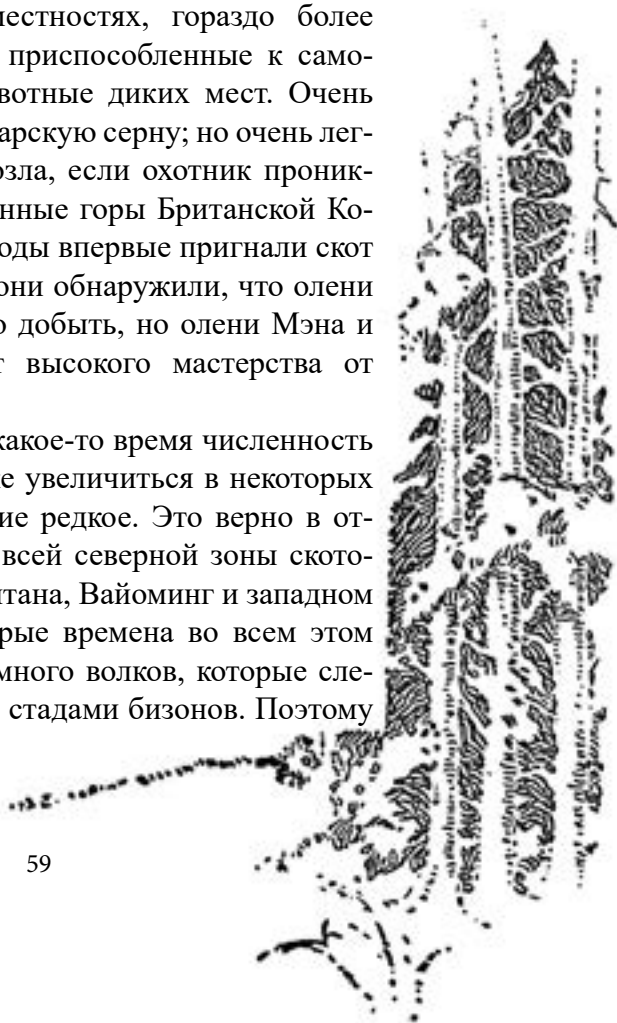 местностях, гораздо более
приспособленные к само-
вотные диких мест. Очень
арскую серну; но очень лег-
озла, если охотник проник-
нные горы Британской Ко-
оды впервые пригнали скот
они обнаружили, что олени
о добыть, но олени Мэна и
т высокого мастерства от
какое-то время численность
е увеличиться в некоторых
ие редкое. Это верно в от-
всей северной зоны ското-
нтана, Вайоминг и западном
рые времена во всем этом
много волков, которые сле-
стадами бизонов. Поэтому
59